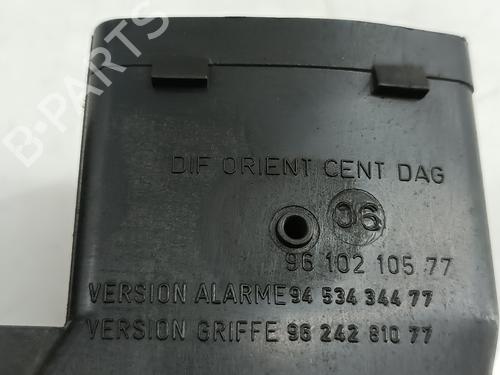 B-PARTS
DIF ORIENT CENT DAG
06
96 102 105 77
VERSION ALARME 94 534 344 77
VERSION GRIFFE 96 242 810 77